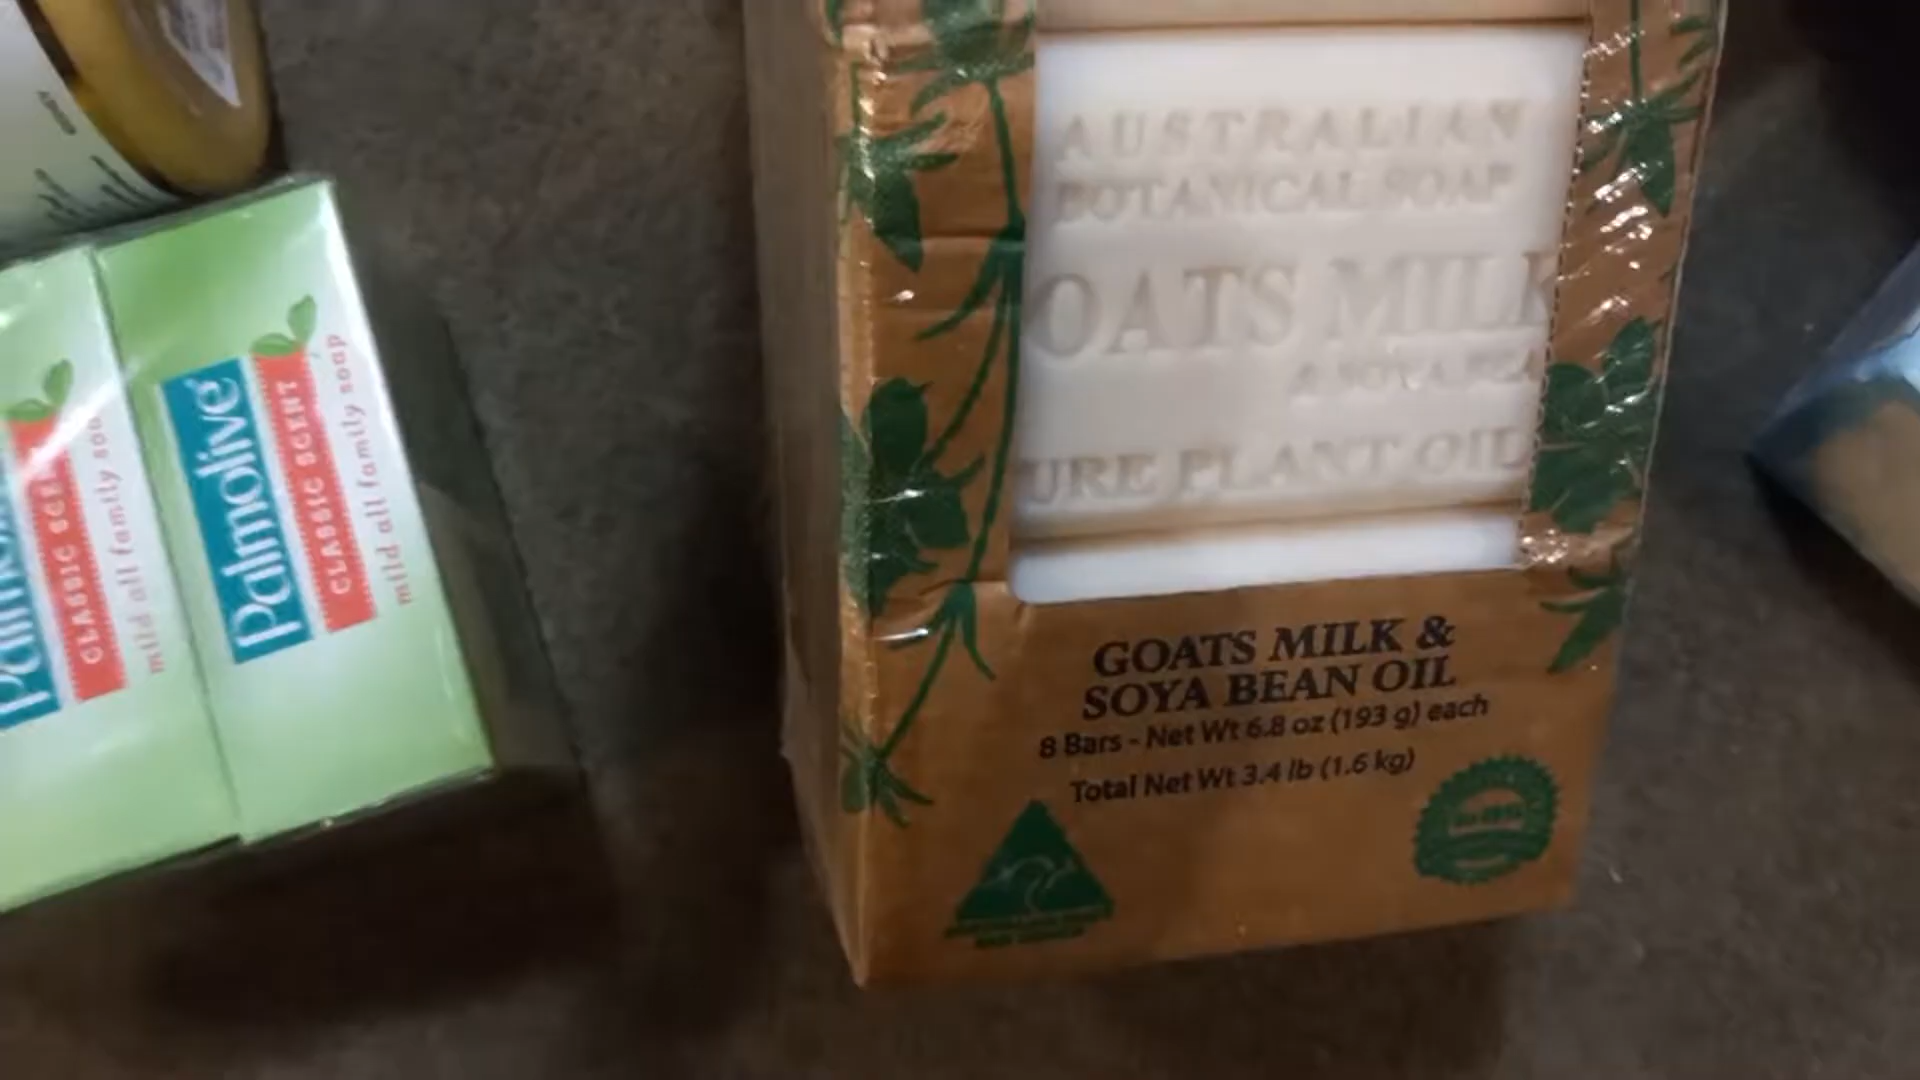 Palmolive
CLASSIC SCENT
mild all family soap
CLASSIC
mild all family
AUSTRALIAN
BOTANICAL SOAP
OATS MILK
& SOYA BEA
URE PLANT OIL
GOATS MILK &
SOYA BEAN OIL
8 Bars - Net Wt 6.8 oz (193 g) each
Total Net Wt 3.4 lb (1.6 kg)